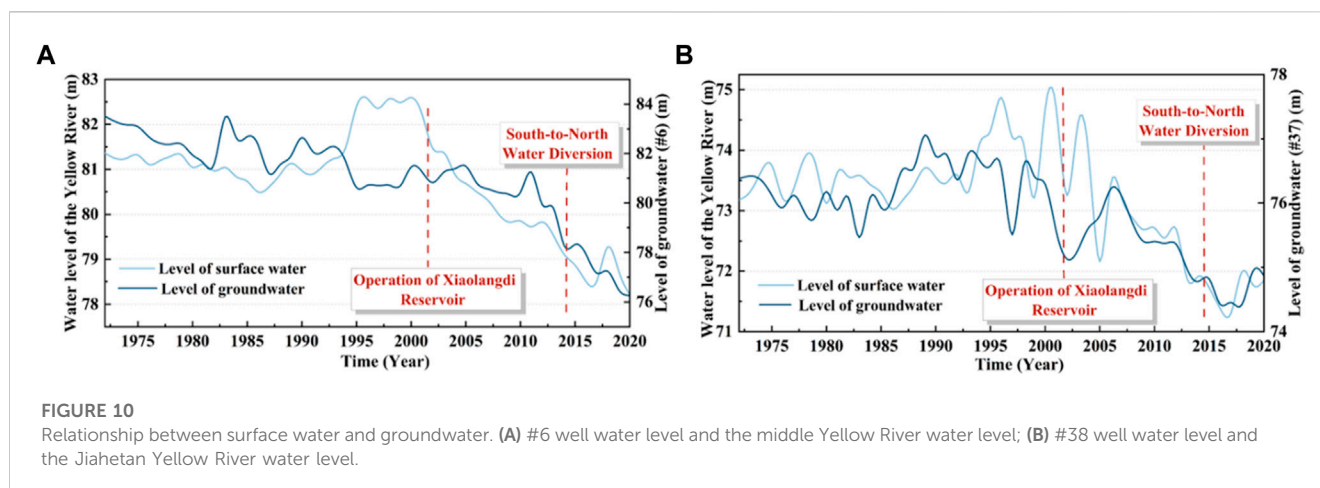 A
Water level of the Yellow River (m)
83
82
81
80
79
78
84
82
80
78
76
Level of groundwater (#6) (m)
South-to-North
Water Diversion
Level of surface water
Level of groundwater
Operation of Xiaolangdi
Reservoir
1975 1980 1985 1990 1995 2000 2005 2010 2015 2020
Time (Year)
B
Water level of the Yellow River (m)
75
74
73
72
71
78
76
74
Level of groundwater (#37) (m)
South-to-North
Water Diversion
Level of surface water
Level of groundwater
Operation of Xiaolangdi
Reservoir
1975 1980 1985 1990 1995 2000 2005 2010 2015 2020
Time (Year)
FIGURE 10
Relationship between surface water and groundwater. (A) #6 well water level and the middle Yellow River water level; (B) #38 well water level and
the Jiahetan Yellow River water level.